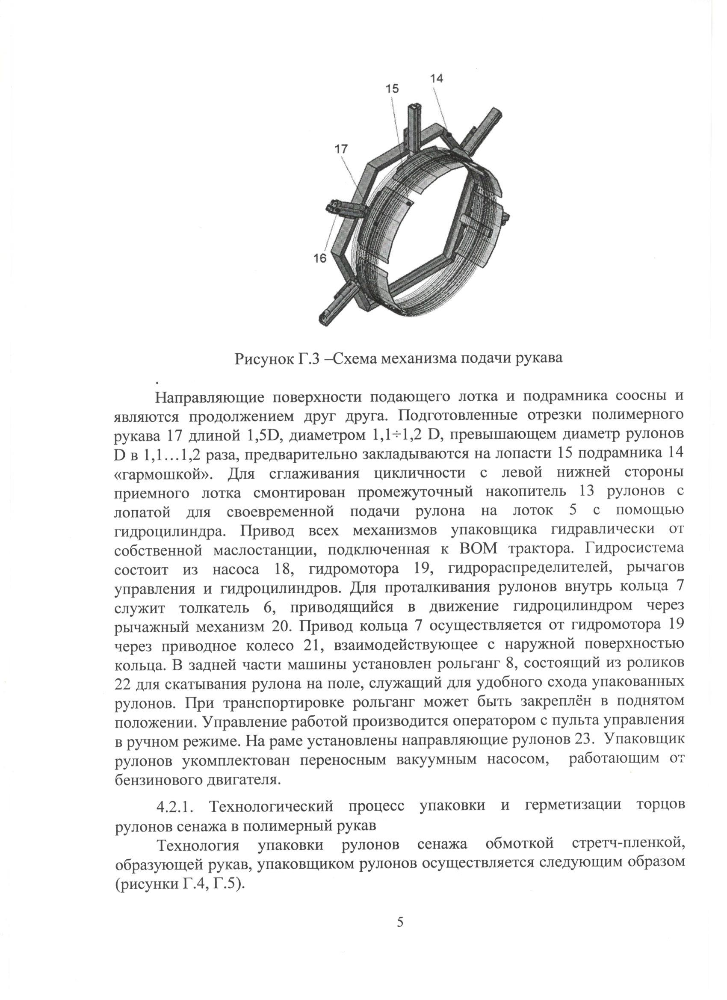 14
15
17
16
Рисунок Г.3 –Схема механизма подачи рукава
.
Направляющие поверхности подающего лотка и подрамника соосны и
являются продолжением друг друга. Подготовленные отрезки полимерного
рукава 17 длиной 1,5D, диаметром 1,1÷1,2 D, превышающем диаметр рулонов
D в 1,1…1,2 раза, предварительно закладываются на лопасти 15 подрамника 14
«гармошкой». Для сглаживания цикличности с левой нижней стороны
приемного лотка смонтирован промежуточный накопитель 13 рулонов с
лопатой для своевременной подачи рулона на лоток 5 с помощью
гидроцилиндра. Привод всех механизмов упаковщика гидравлически от
собственной маслостанции, подключенная к ВОМ трактора. Гидросистема
состоит из насоса 18, гидромотора 19, гидрораспределителей, рычагов
управления и гидроцилиндров. Для проталкивания рулонов внутрь кольца 7
служит толкатель 6, приводящийся в движение гидроцилиндром через
рычажный механизм 20. Привод кольца 7 осуществляется от гидромотора 19
через приводное колесо 21, взаимодействующее с наружной поверхностью
кольца. В задней части машины установлен рольганг 8, состоящий из роликов
22 для скатывания рулона на поле, служащий для удобного схода упакованных
рулонов. При транспортировке рольганг может быть закреплён в поднятом
положении. Управление работой производится оператором с пульта управления
в ручном режиме. На раме установлены направляющие рулонов 23. Упаковщик
рулонов укомплектован переносным вакуумным насосом, работающим от
бензинового двигателя.
4.2.1. Технологический процесс упаковки и герметизации торцов
рулонов сенажа в полимерный рукав
Технология упаковки рулонов сенажа обмоткой стретч-пленкой,
образующей рукав, упаковщиком рулонов осуществляется следующим образом
(рисунки Г.4, Г.5).
5